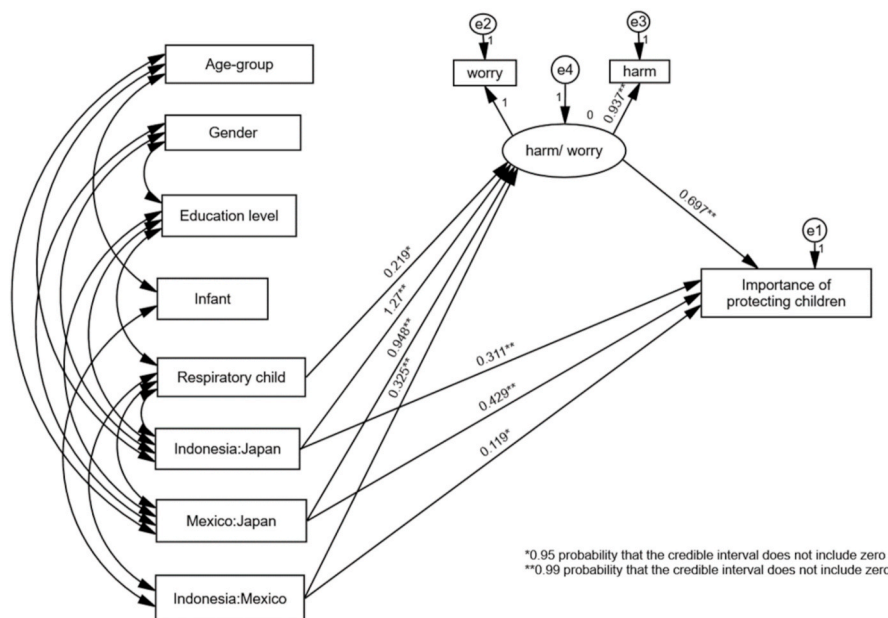 e2
1
e3
1
Age-group
worry
e4
harm
1
1
0
0.937**
Gender
harm/ worry
Education level
0.697**
e1
1
0.219*
Infant
1.27**
Importance of
protecting children
0.948**
0.311**
0.325**
Respiratory child
0.429**
Indonesia:Japan
0.119*
Mexico:Japan
*0.95 probability that the credible interval does not include zero
**0.99 probability that the credible interval does not include zero
Indonesia:Mexico